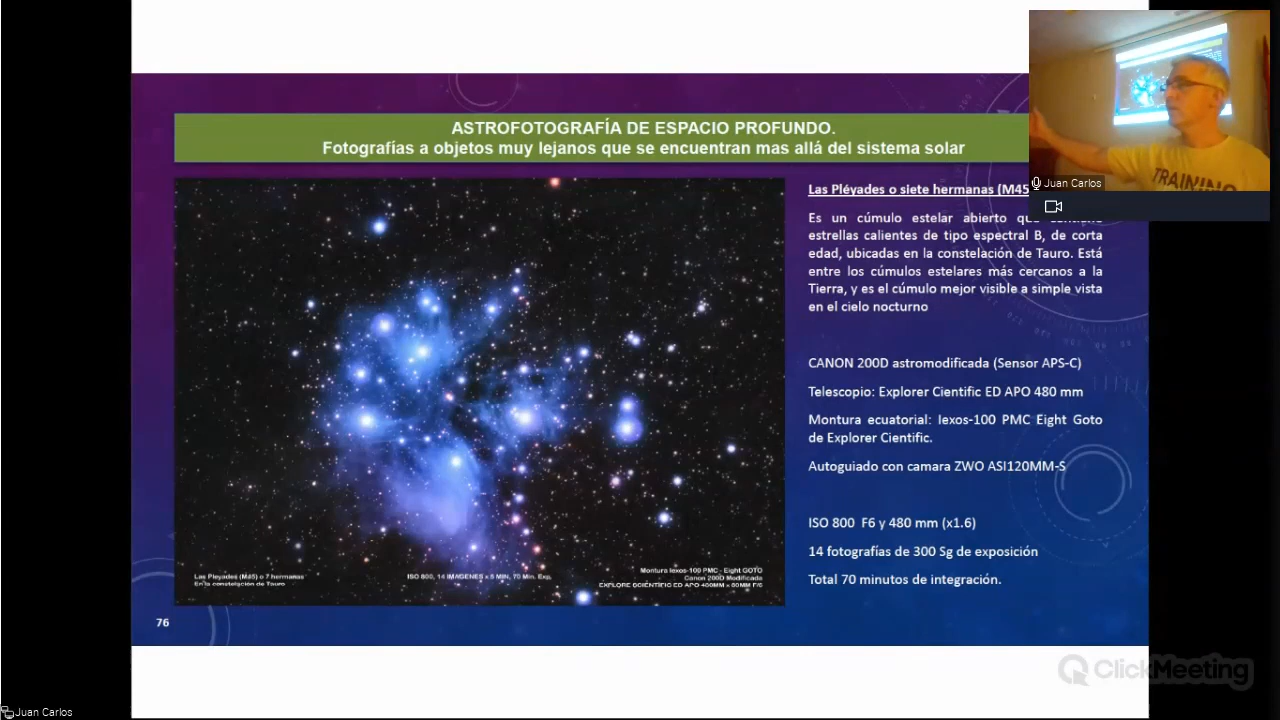 ASTROFOTOGRAFÍA DE ESPACIO PROFUNDO.
Fotografías a objetos muy lejanos que se encuentran mas allá del sistema solar
Las Pléyades o siete hermanas (M45
Es un cúmulo estelar abierto que
estrellas calientes de tipo espectral B, de corta
edad, ubicadas en la constelación de Tauro. Está
entre los cúmulos estelares más cercanos a la
Tierra, y es el cúmulo mejor visible a simple vista
en el cielo nocturno
CANON 200D astromodificada (Sensor APS-C)
Telescopio: Explorer Cientific ED APO 480 mm
Montura ecuatorial: Iexos-100 PMC Eight Goto
de Explorer Cientific.
Autoguiado con camara ZWO ASI120MM-S
ISO 800 F6 y 480 mm (x1.6)
14 fotografías de 300 Sg de exposición
Total 70 minutos de integración.
Las Pleyades (M45) o 7 hermanas
En la constelación de Tauro
ISO 800, 14 IMAGENES x 5 MIN, 70 Min. Exp.
Montura Iexos-100 PMC - Eight GOTO
Canon 200D Modificada
EXPLORE SCIENTIFIC ED APO 480MM x 80MM F/6
76
TRAINING
Juan Carlos
ClickMeeting
Juan Carlos